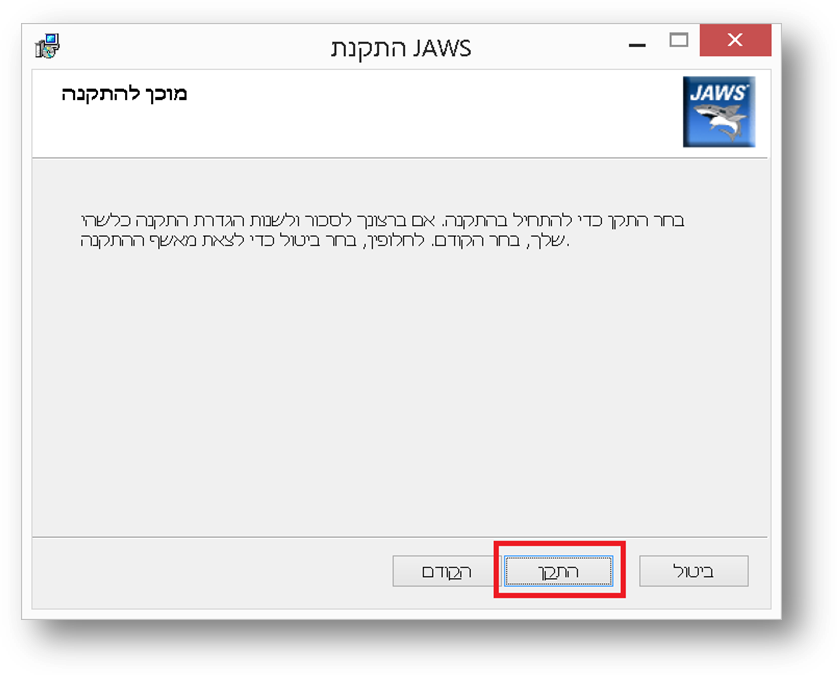 התקנת JAWS
מוכן להתקנה
JAWS
בחר התקן כדי להתחיל בהתקנה. אם ברצונך לסכור ולשנות הגדרת התקנה כלשהי
שלך, בחר הקודם. לחלופין, בחר ביטול כדי לצאת מאשף ההתקנה.
הקודם
התקן
ביטול